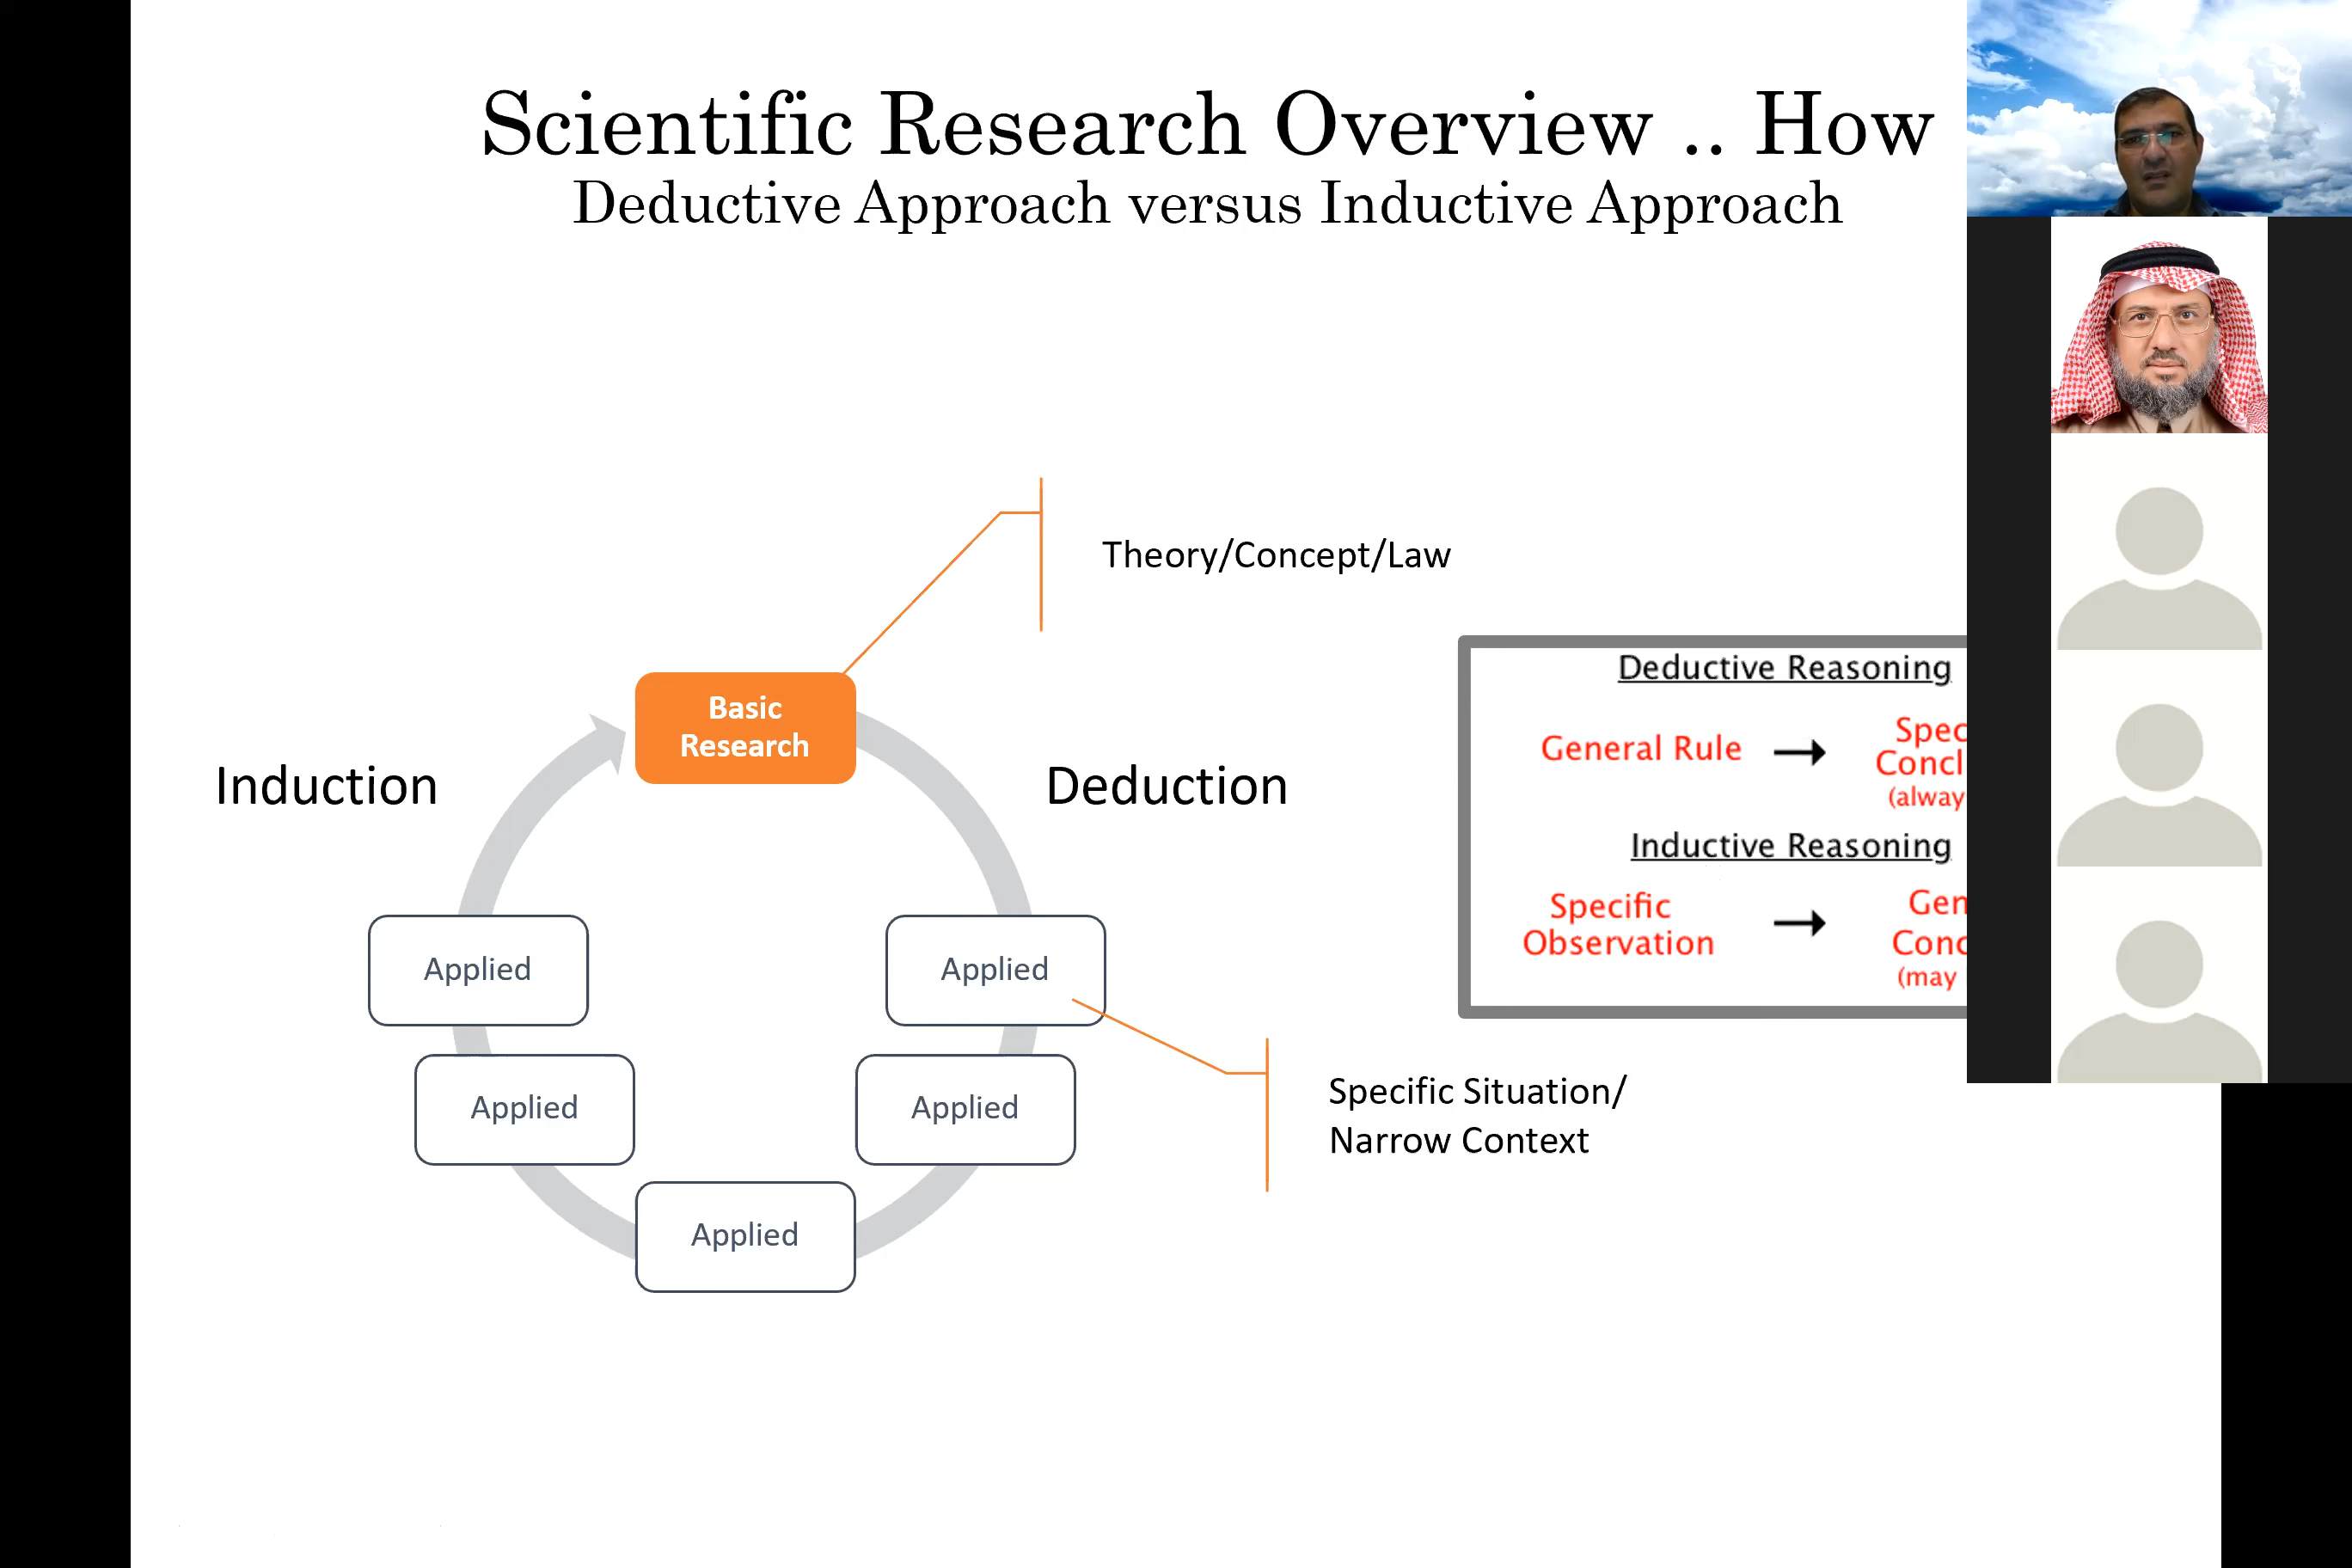 Scientific Research Overview .. How
Deductive Approach versus Inductive Approach
Theory/Concept/Law
Basic
Research
Induction
Deduction
Applied
Applied
Applied
Applied
Applied
Specific Situation/
Narrow Context
Deductive Reasoning
General Rule
Spec
Concl
(alway
Inductive Reasoning
Specific
Observation
Gen
Conc
(may